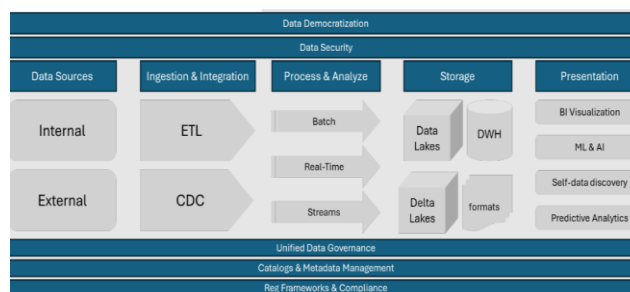 Data Democratization
Data Security
Data Sources
Ingestion & Integration
Process & Analyze
Storage
Presentation
Internal
External
ETL
CDC
Batch
Real-Time
Streams
Data
Lakes
DWH
Delta
Lakes
formats
BI Visualization
ML & AI
Self-data discovery
Predictive Analytics
Unified Data Governance
Catalogs & Metadata Management
Reg Frameworks & Compliance